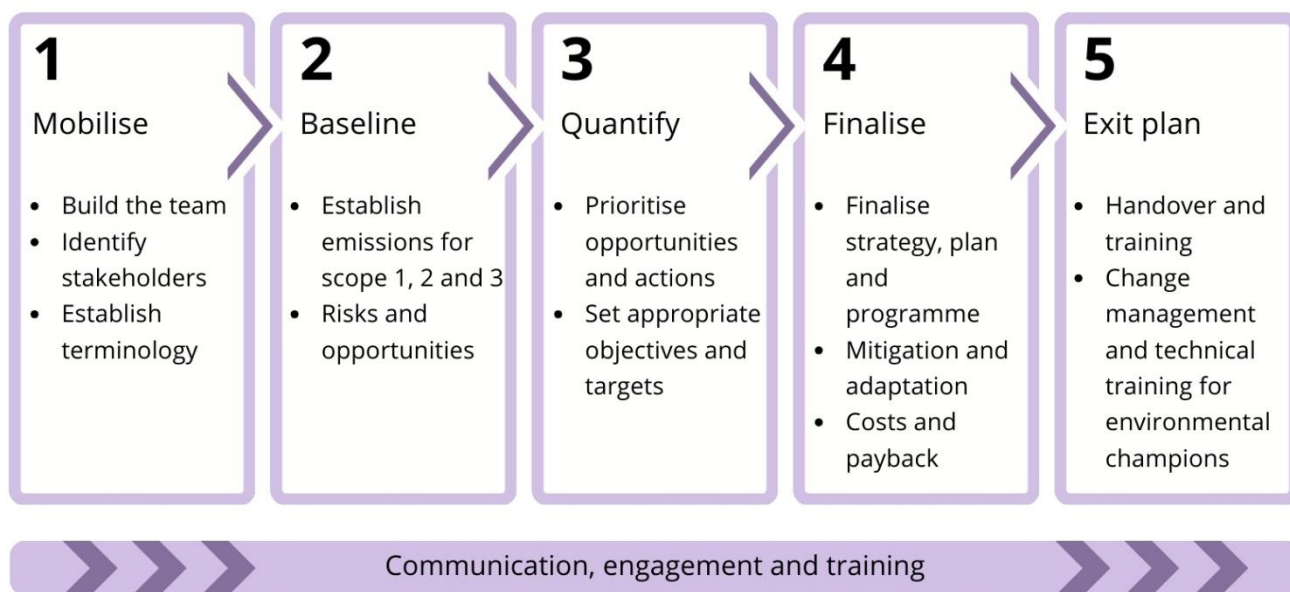 1
Mobilise
• Build the team
• Identify
stakeholders
• Establish
terminology
2
Baseline
• Establish
emissions for
scope 1, 2 and 3
• Risks and
opportunities
3
Quantify
• Prioritise
opportunities
and actions
• Set appropriate
objectives and
targets
4
Finalise
• Finalise
strategy, plan
and
programme
• Mitigation and
adaptation
• Costs and
payback
5
Exit plan
• Handover and
training
• Change
management
and technical
training for
environmental
champions
Communication, engagement and training